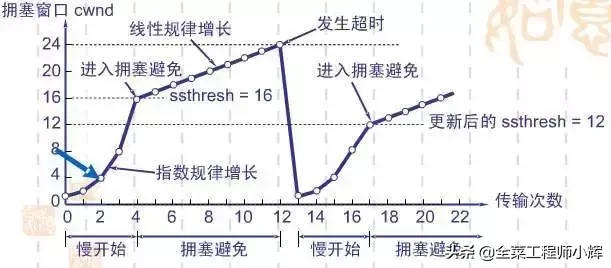 拥塞窗口 cwnd
线性规律增长
发生超时
24
20
进入拥塞避免
进入拥塞避免
16
ssthresh = 16
12
更新后的 ssthresh = 12
8
指数规律增长
4
0
传输次数
0 2 4 6 8 10 12 14 16 18 20 22
慢开始 拥塞避免 慢开始 拥塞避免
头条 @全菜工程师小辉